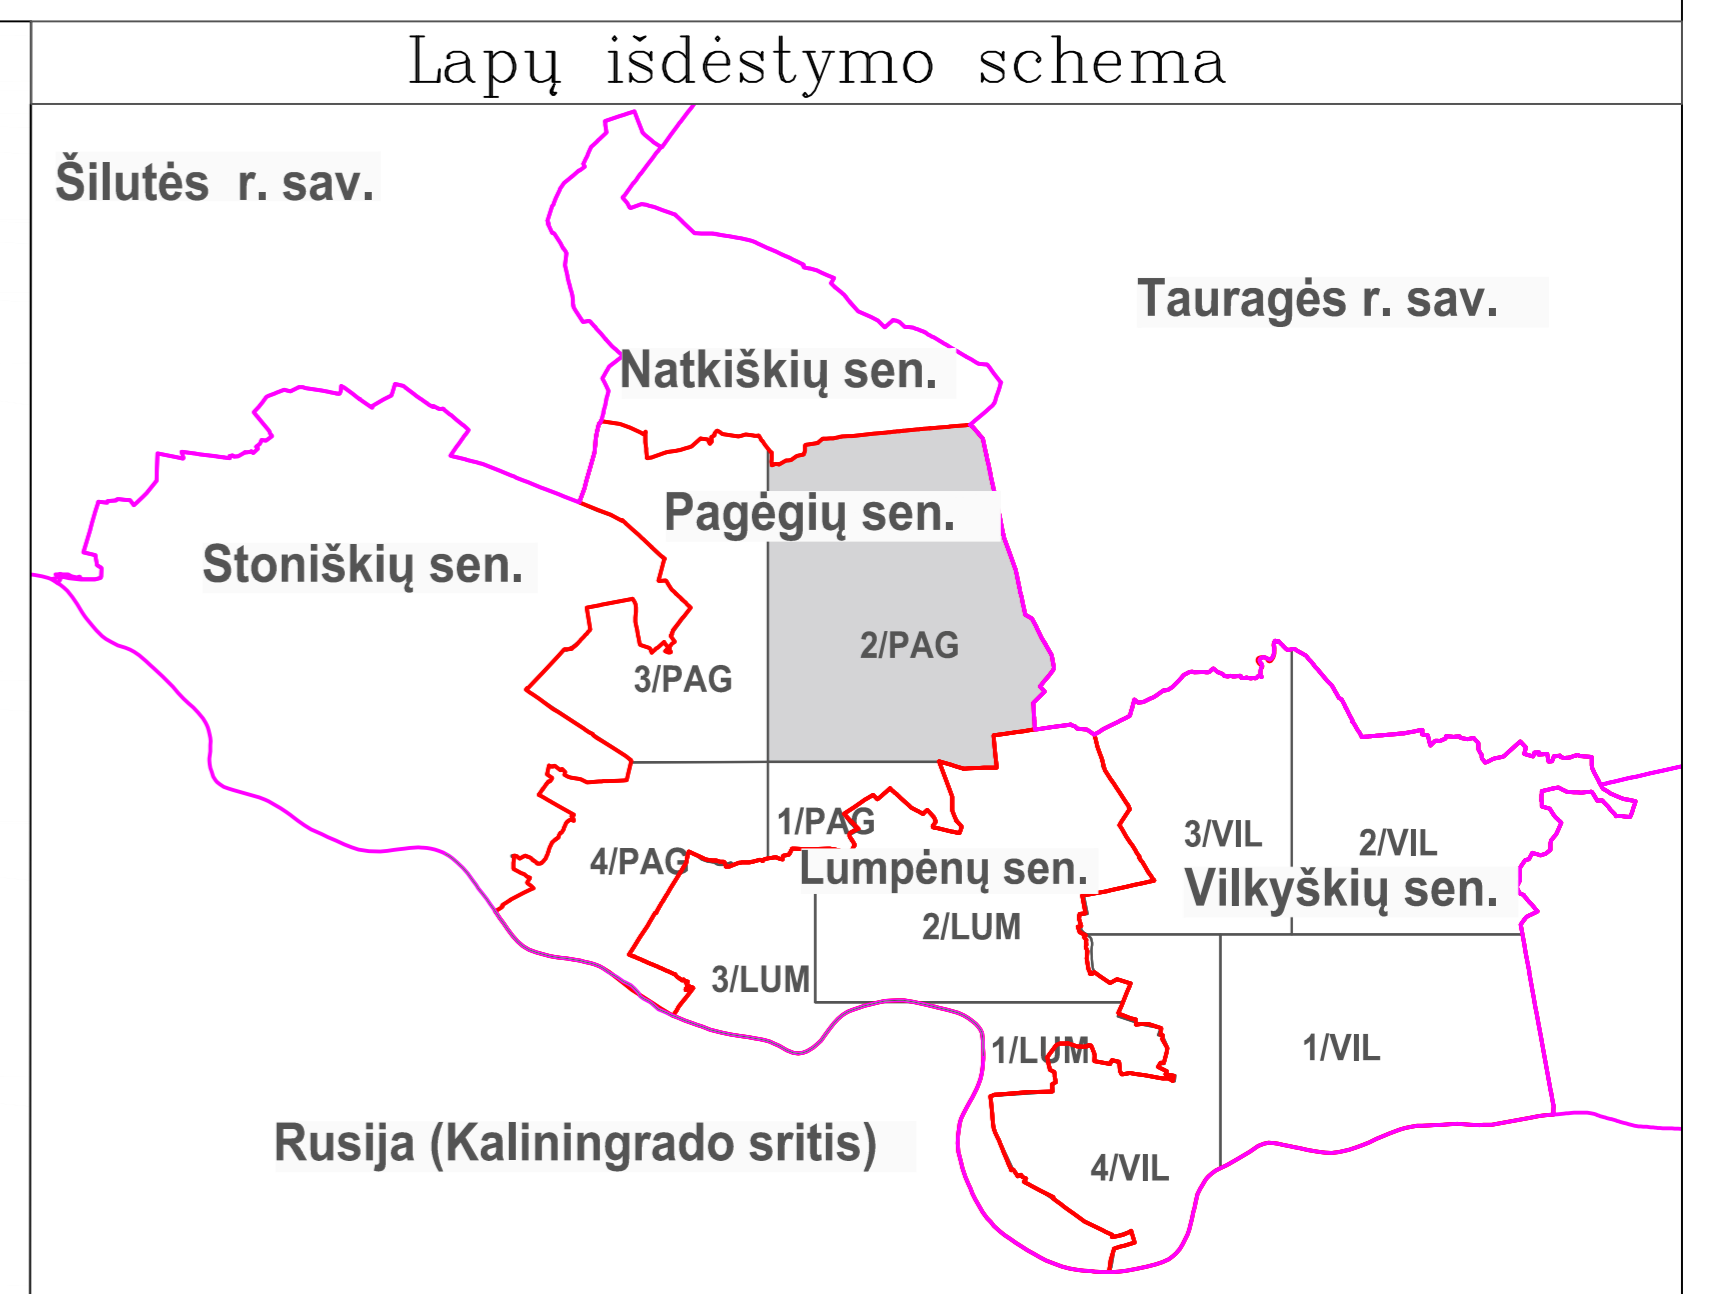 Lapų išdėstymo schema
Šilutės r. sav.
Tauragės r. sav.
Natkiškių sen.
Pagėgių sen.
Stoniškių sen.
2/PAG
3/PAG
1/PAG
3/VIL
2/VIL
4/PAG
Lumpėnų sen.
Vilkyškių sen.
2/LUM
3/LUM
1/LUM
1/VIL
Rusija (Kaliningrado sritis)
4/VIL